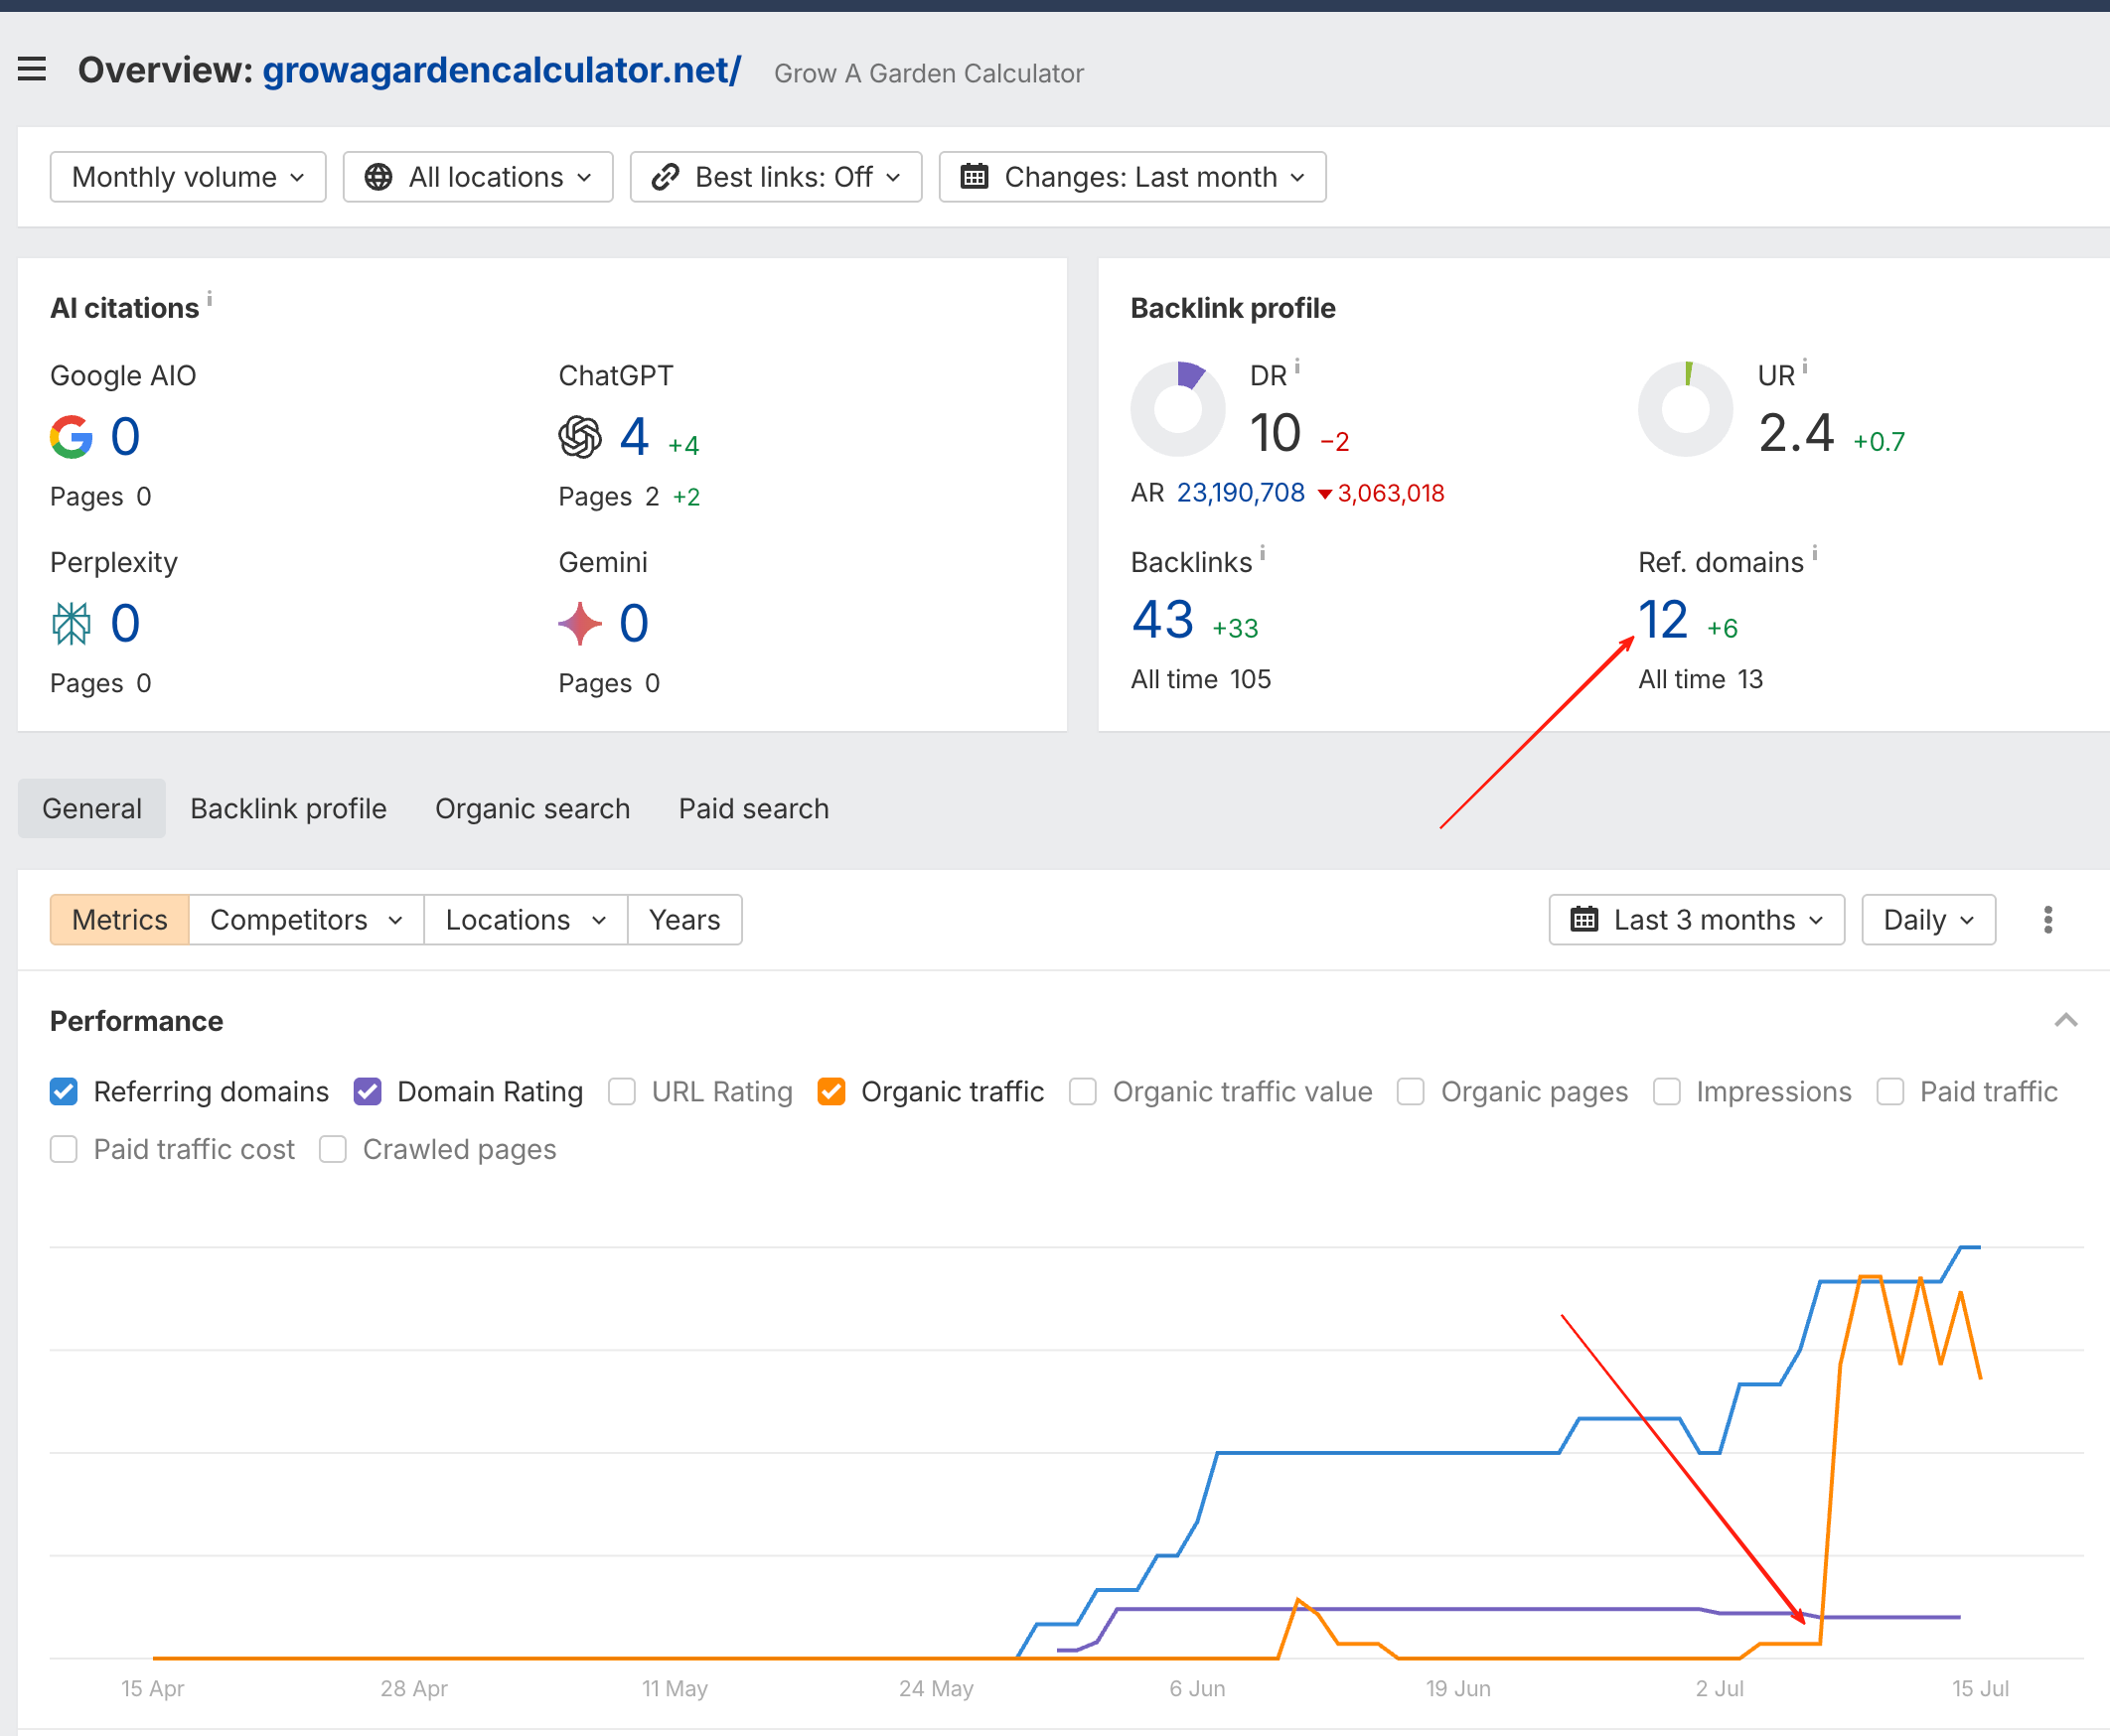 Overview: growagardencalculator.net/ Grow A Garden Calculator
Monthly volume All locations Best links: Off Changes: Last month
AI citations i
Google AIO
0
Pages 0
ChatGPT
4 +4
Pages 2 +2
Perplexity
0
Pages 0
Gemini
0
Pages 0
Backlink profile
DR i
10 −2
AR 23,190,708 3,063,018
UR i
2.4 +0.7
Backlinks i
43 +33
All time 105
Ref. domains i
12 +6
All time 13
General Backlink profile Organic search Paid search
Metrics Competitors Locations Years Last 3 months Daily
Performance
Referring domains Domain Rating URL Rating Organic traffic Organic traffic value Organic pages Impressions Paid traffic
Paid traffic cost Crawled pages
15 Apr 28 Apr 11 May 24 May 6 Jun 19 Jun 2 Jul 15 Jul